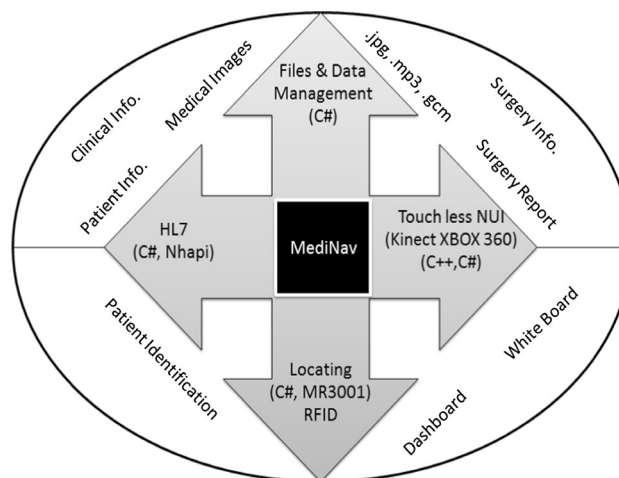 Clinical Info.
Medical Images
Patient Info.
Files & Data
Management
(C#)
.jpg, .mp3, .gcm
Surgery Info.
Surgery Report
HL7
(C#, Nhapi)
MediNav
Touch less NUI
(Kinect XBOX 360)
(C++,C#)
Patient Identification
Locating
(C#, MR3001)
RFID
Dashboard
White Board